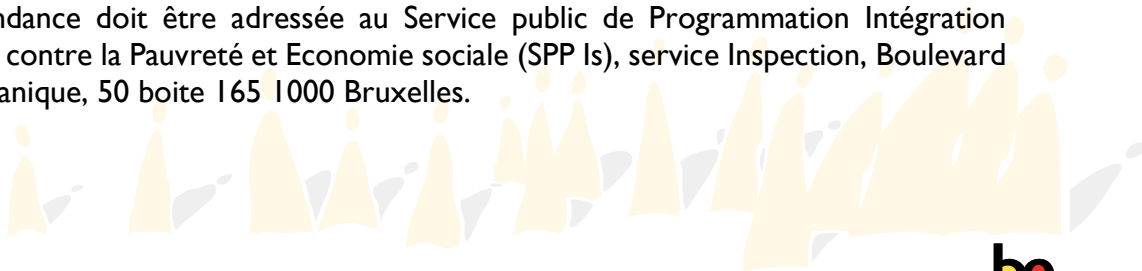 ndance doit être adressée au Service public de Programmation Intégration
contre la Pauvreté et Economie sociale (SPP Is), service Inspection, Boulevard
anique, 50 boite 165 1000 Bruxelles.
be